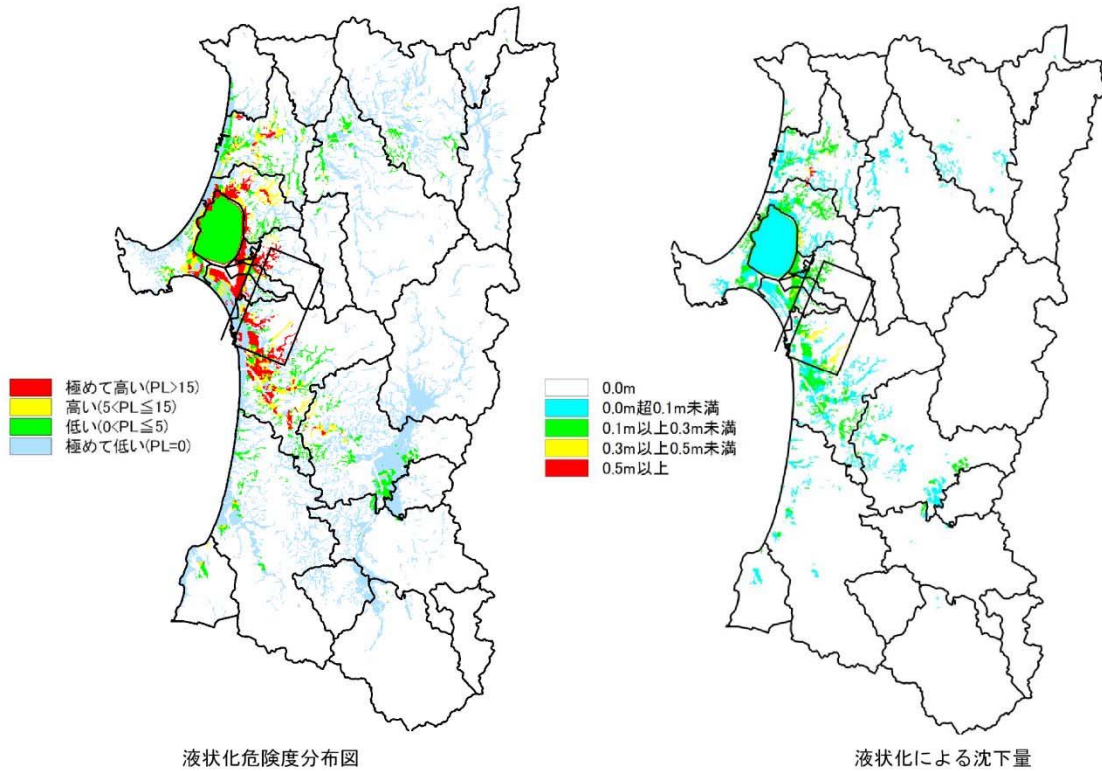 極めて高い(PL>15)
高い(5<PL≦15)
低い(0<PL≦5)
極めて低い(PL=0)
液状化危険度分布図
0.0m
0.0m超0.1m未満
0.1m以上0.3m未満
0.3m以上0.5m未満
0.5m以上
液状化による沈下量